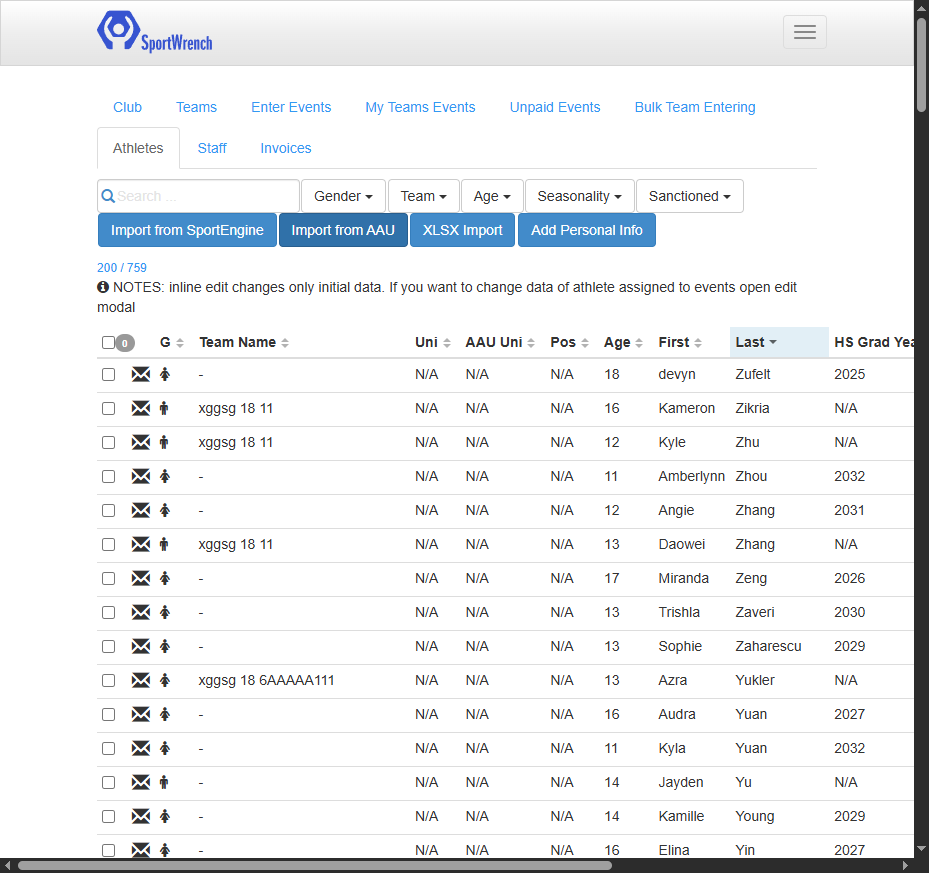 SportWrench
Club Teams Enter Events My Teams Events Unpaid Events Bulk Team Entering
Athletes Staff Invoices
Search ... Gender Team Age Seasonality Sanctioned
Import from SportEngine Import from AAU XLSX Import Add Personal Info
200 / 759
NOTES: inline edit changes only initial data. If you want to change data of athlete assigned to events open edit
modal
0 G Team Name Uni AAU Uni Pos Age First Last HS Grad Yea
- N/A N/A N/A 18 devyn Zufelt 2025
xggsg 18 11 N/A N/A N/A 16 Kameron Zikria N/A
xggsg 18 11 N/A N/A N/A 12 Kyle Zhu N/A
- N/A N/A N/A 11 Amberlynn Zhou 2032
- N/A N/A N/A 12 Angie Zhang 2031
xggsg 18 11 N/A N/A N/A 13 Daowei Zhang N/A
- N/A N/A N/A 17 Miranda Zeng 2026
- N/A N/A N/A 13 Trishla Zaveri 2030
- N/A N/A N/A 13 Sophie Zaharescu 2029
xggsg 18 6AAAAA111 N/A N/A N/A 13 Azra Yukler N/A
- N/A N/A N/A 16 Audra Yuan 2027
- N/A N/A N/A 11 Kyla Yuan 2032
- N/A N/A N/A 14 Jayden Yu N/A
- N/A N/A N/A 14 Kamille Young 2029
- N/A N/A N/A 16 Elina Yin 2027